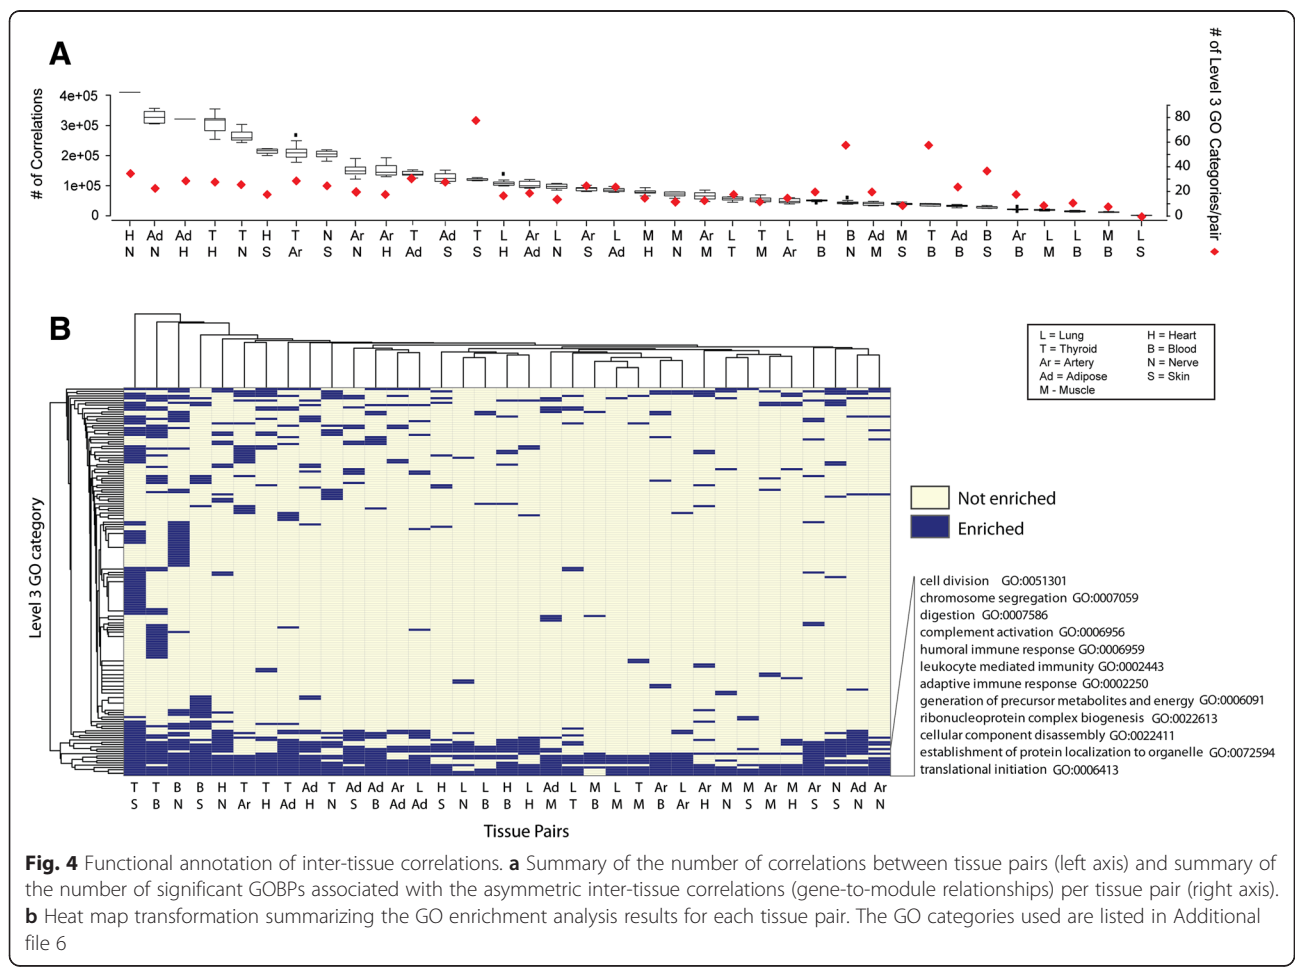 A
# of Correlations
4e+05
3e+05
2e+05
1e+05
0
80
60
40
20
0
# of Level 3 GO Categories/pair
H Ad Ad T T H T N Ar Ar T Ad T L Ar L Ar L M M Ar L T L H B Ad M T Ad B Ar L L M L
N N H H N S Ar S N H Ad S S H Ad N S Ad H N M T M Ar B N M S B B S B M B B S
B
L = Lung H = Heart
T = Thyroid B = Blood
Ar = Artery N = Nerve
Ad = Adipose S = Skin
M - Muscle
Level 3 GO category
Not enriched
Enriched
cell division GO:0051301
chromosome segregation GO:0007059
digestion GO:0007586
complement activation GO:0006956
humoral immune response GO:0006959
leukocyte mediated immunity GO:0002443
adaptive immune response GO:0002250
generation of precursor metabolites and energy GO:0006091
ribonucleoprotein complex biogenesis GO:0022613
cellular component disassembly GO:0022411
establishment of protein localization to organelle GO:0072594
translational initiation GO:0006413
T T B B H T T T Ad T Ad Ad Ar L H L L H L Ad L M L T Ar L Ar M M Ar M Ar N Ad Ar
S B N S N Ar H Ad H N S B Ad Ad S N B B H M T B M M B Ar H N S M H S S N N
Tissue Pairs
Fig. 4 Functional annotation of inter-tissue correlations. a Summary of the number of correlations between tissue pairs (left axis) and summary of
the number of significant GOBPs associated with the asymmetric inter-tissue correlations (gene-to-module relationships) per tissue pair (right axis).
b Heat map transformation summarizing the GO enrichment analysis results for each tissue pair. The GO categories used are listed in Additional
file 6